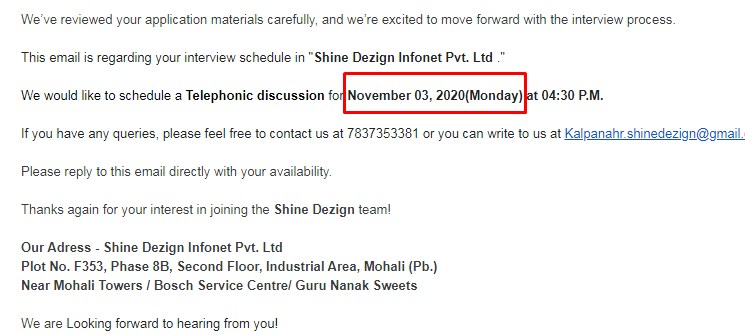 We've reviewed your application materials carefully, and we're excited to move forward with the interview process.
This email is regarding your interview schedule in "Shine Dezign Infonet Pvt. Ltd ."
We would like to schedule a Telephonic discussion for November 03, 2020(Monday) at 04:30 P.M.
If you have any queries, please feel free to contact us at 7837353381 or you can write to us at Kalpanahr.shinedezign@gmail.
Please reply to this email directly with your availability.
Thanks again for your interest in joining the Shine Dezign team!
Our Adress - Shine Dezign Infonet Pvt. Ltd
Plot No. F353, Phase 8B, Second Floor, Industrial Area, Mohali (Pb.)
Near Mohali Towers / Bosch Service Centre/ Guru Nanak Sweets
We are Looking forward to hearing from you!